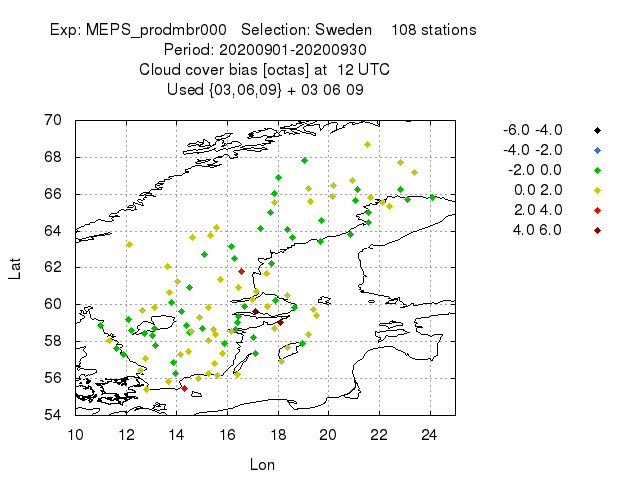 Exp: MEPS_prodmbr000 Selection: Sweden 108 stations
Period: 20200901-20200930
Cloud cover bias [octas] at 12 UTC
Used {03,06,09} + 03 06 09
70
68
66
64
62
60
58
56
54
10 12 14 16 18 20 22 24
Lat
Lon
-6.0 -4.0
-4.0 -2.0
-2.0 0.0
0.0 2.0
2.0 4.0
4.0 6.0